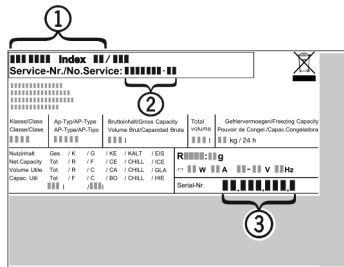 1
Index / 
Service-Nr./No.Service: -
2
Klasse/Class Ap-Typ/AP-Type Bruttoinhalt/Gross Capacity Total Gefriervermoegen/Freezing Capacity
Classe/Clase AP-Type/AP-Tipo Volume Brut/Capacidad Bruta volume Pouvoir de Congel./Capac.Congeladora
l l kg / 24 h
Nutzinhalt Ges / K / G / KE / KALT / EIS
Net.Capacity Tot / R / F / CE / CHILL / ICE
Volume Utile Tot / R / C / CA / CHILL / GLA
Capac. Util Tot / F / C / BO / CHILL / HIE
l / l
R : g
W A - V Hz
Serial-Nr. . . .
3